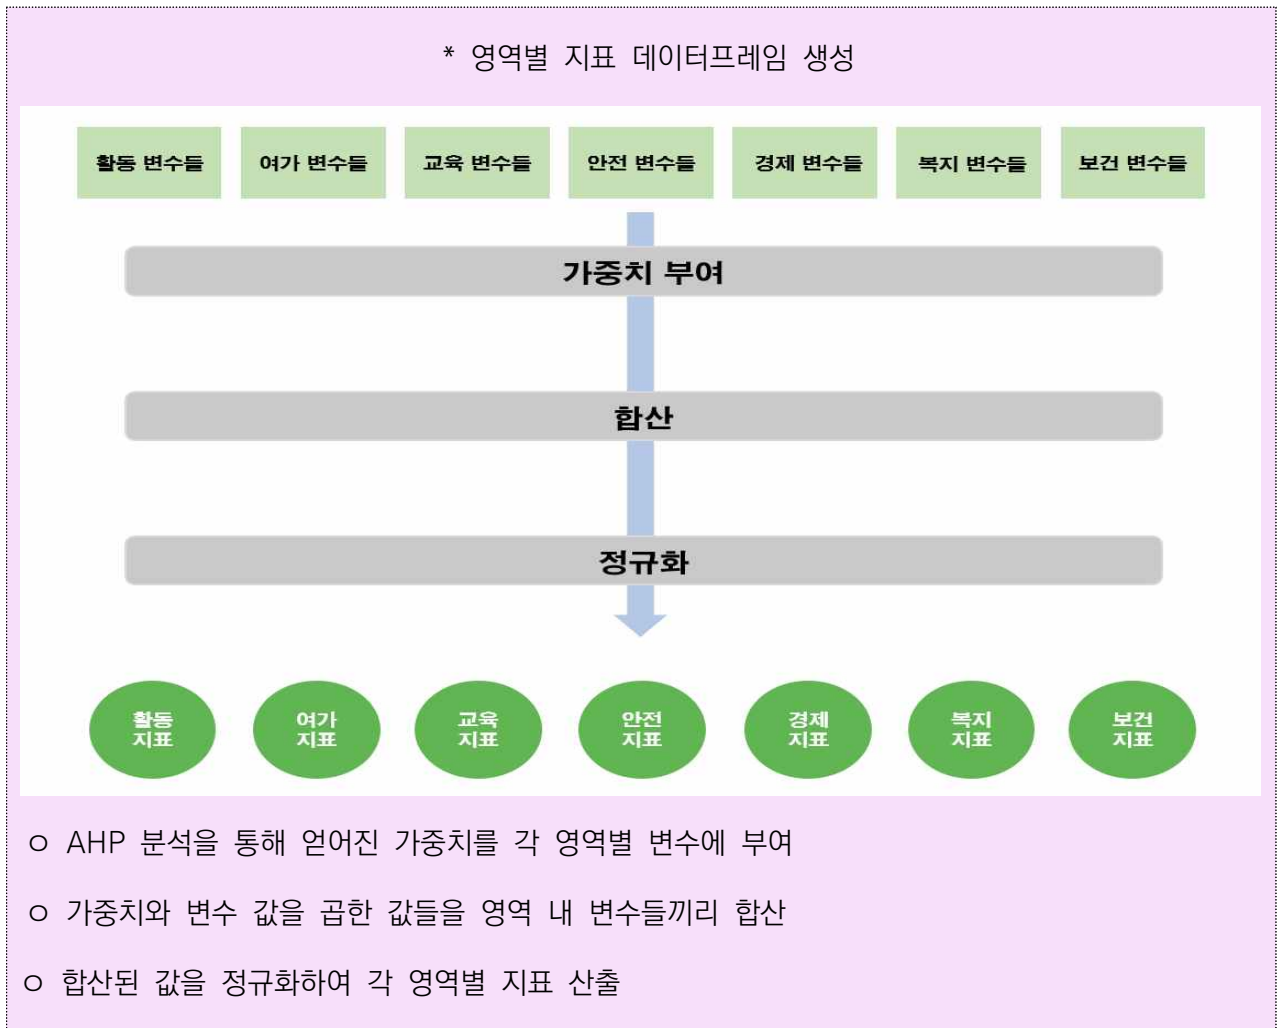 * 영역별 지표 데이터프레임 생성
활동 변수들 여가 변수들 교육 변수들 안전 변수들 경제 변수들 복지 변수들 보건 변수들
가중치 부여
합산
정규화
활동 지표
여가 지표
교육 지표
안전 지표
경제 지표
복지 지표
보건 지표
ㅇ AHP 분석을 통해 얻어진 가중치를 각 영역별 변수에 부여
ㅇ 가중치와 변수 값을 곱한 값들을 영역 내 변수들끼리 합산
ㅇ 합산된 값을 정규화하여 각 영역별 지표 산출